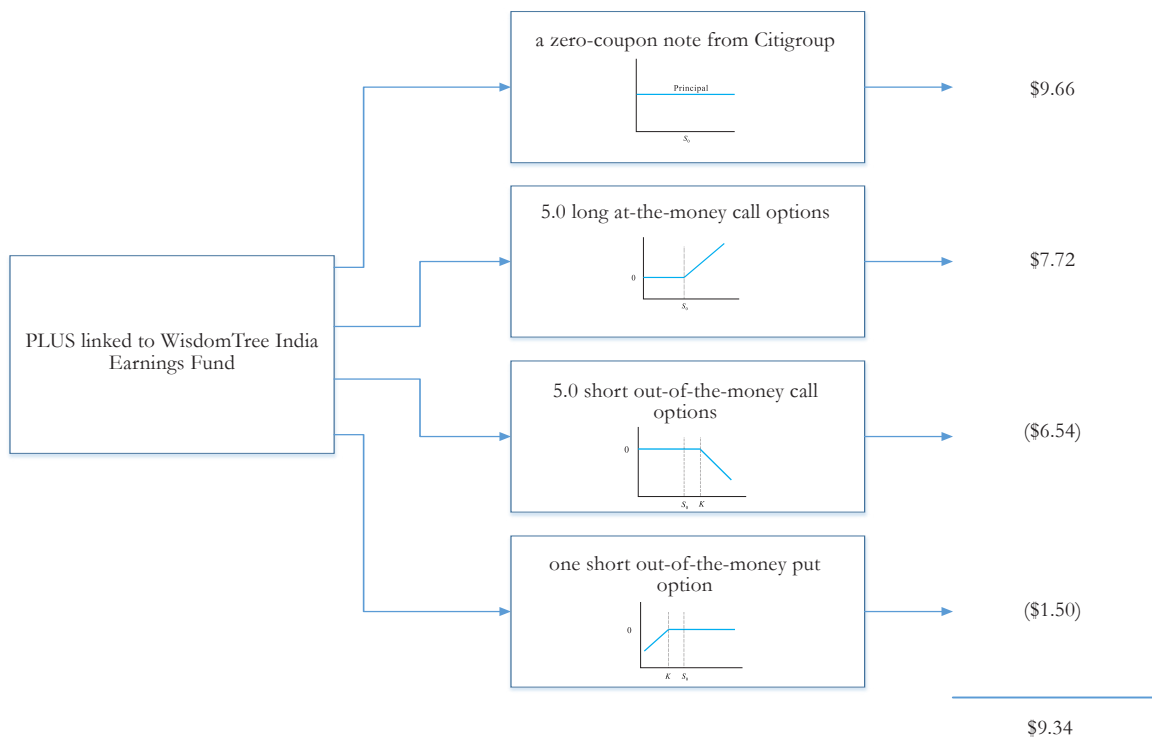 a zero-coupon note from Citigroup
Principal
S₀
$9.66
5.0 long at-the-money call options
0
S₀
$7.72
PLUS linked to WisdomTree India
Earnings Fund
5.0 short out-of-the-money call
options
0
S₀ K
($6.54)
one short out-of-the-money put
option
0
K S₀
($1.50)
$9.34